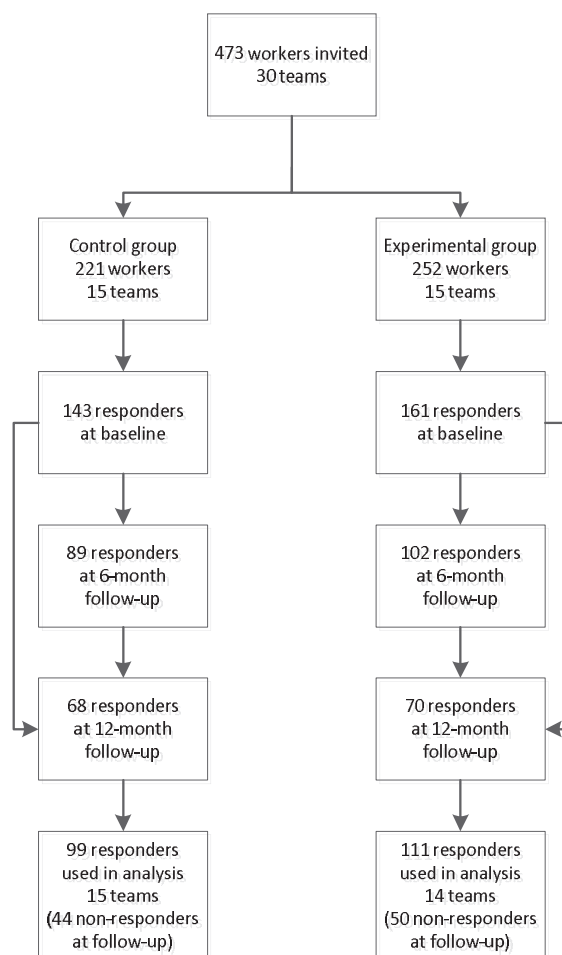 473 workers invited
30 teams
Control group
221 workers
15 teams
Experimental group
252 workers
15 teams
143 responders
at baseline
161 responders
at baseline
89 responders
at 6-month
follow-up
102 responders
at 6-month
follow-up
68 responders
at 12-month
follow-up
70 responders
at 12-month
follow-up
99 responders
used in analysis
15 teams
(44 non-responders
at follow-up)
111 responders
used in analysis
14 teams
(50 non-responders
at follow-up)